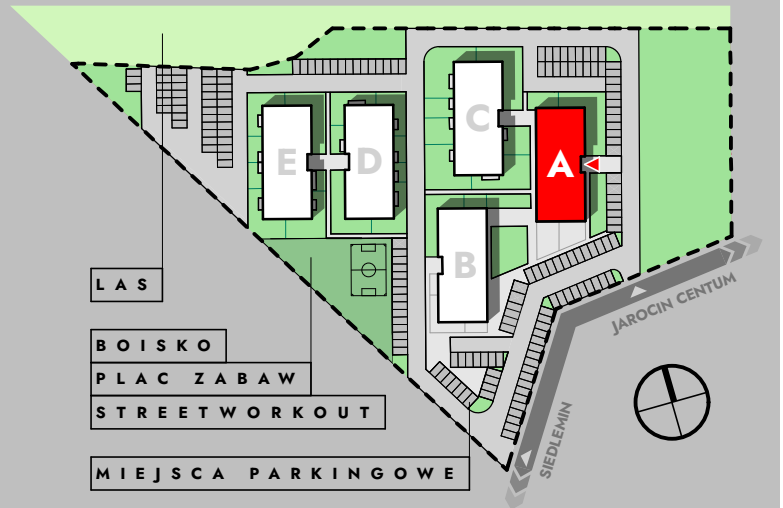 C
A
E
D
B
LAS
BOISKO
PLAC ZABAW
STREETWORKOUT
MIEJSCA PARKINGOWE
JAROCIN CENTUM
SIEDLEMIN